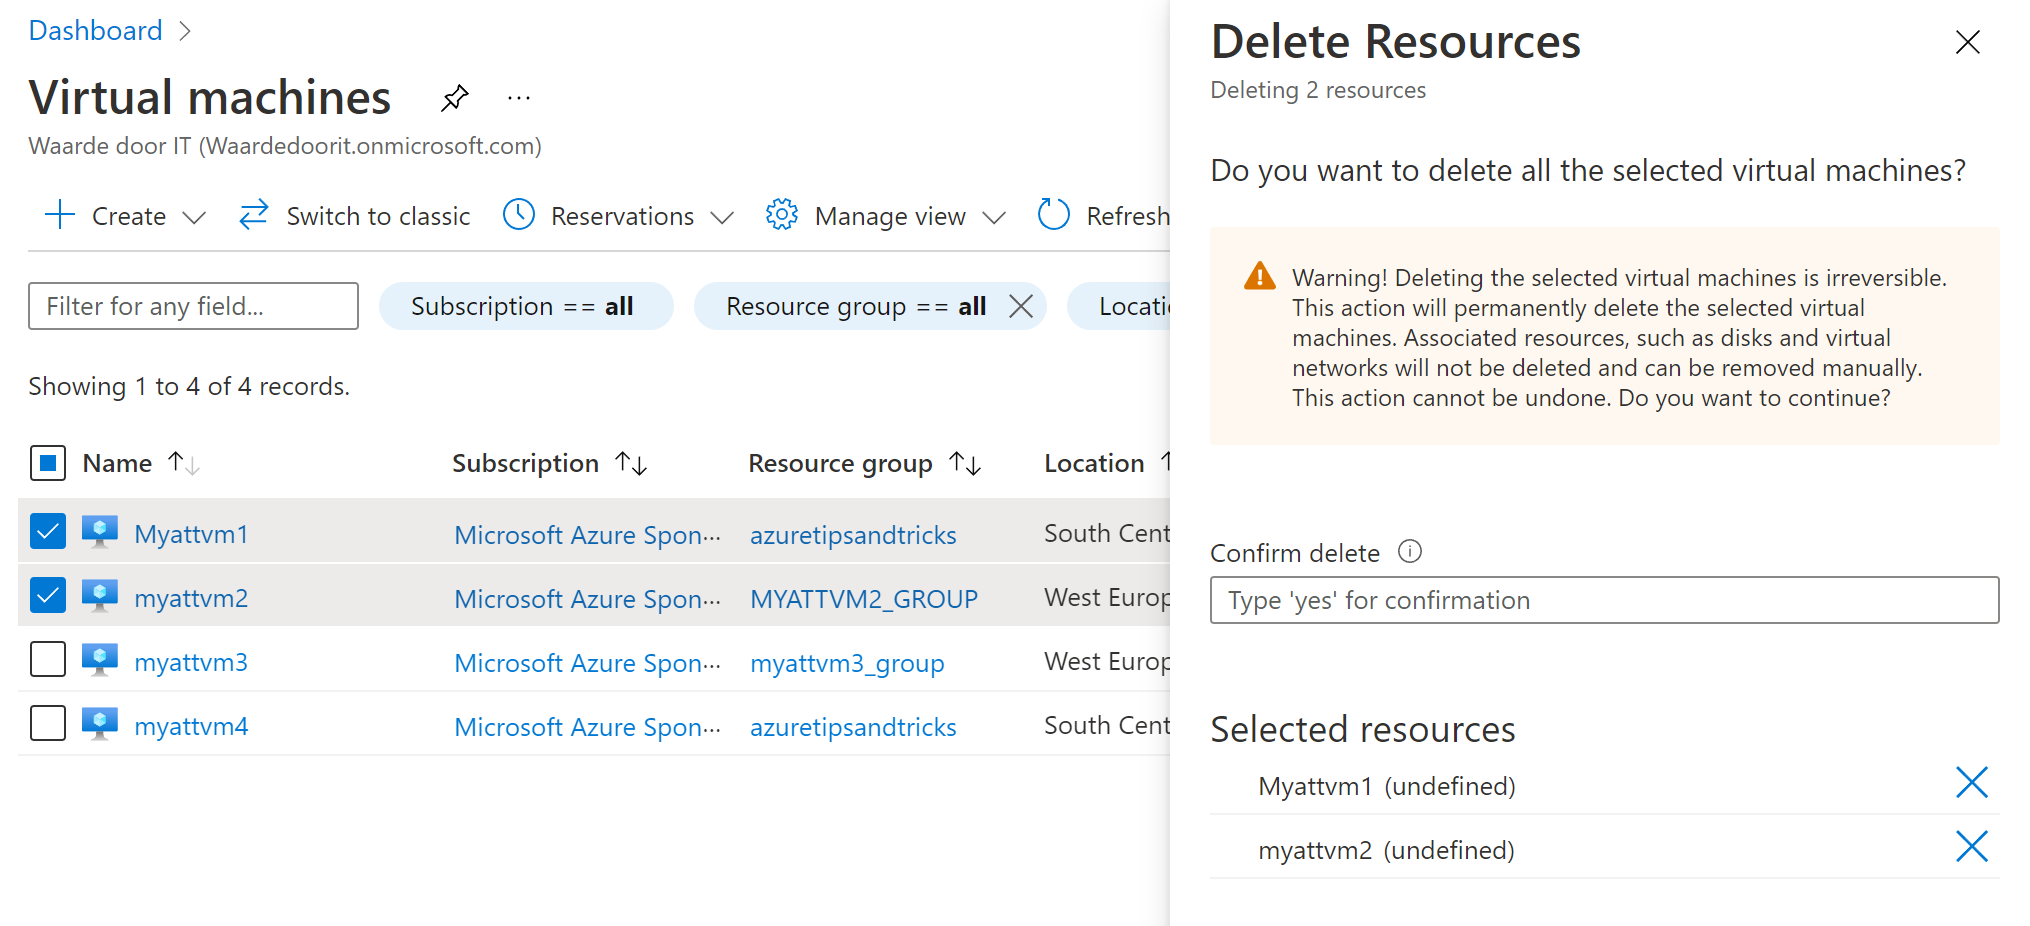 Dashboard
Virtual machines
...
Waarde door IT (Waardedoorit.onmicrosoft.com)
Create
Switch to classic
Reservations
Manage view
Refresh
Filter for any field...
Subscription == all
Resource group == all
Locati
Showing 1 to 4 of 4 records.
Name Subscription Resource group Location
Myattvm1 Microsoft Azure Spon... azuretipsandtricks South Cent
myattvm2 Microsoft Azure Spon... MYATTVM2_GROUP West Europ
myattvm3 Microsoft Azure Spon... myattvm3_group West Europ
myattvm4 Microsoft Azure Spon... azuretipsandtricks South Cent
Delete Resources
Deleting 2 resources
Do you want to delete all the selected virtual machines?
Warning! Deleting the selected virtual machines is irreversible.
This action will permanently delete the selected virtual
machines. Associated resources, such as disks and virtual
networks will not be deleted and can be removed manually.
This action cannot be undone. Do you want to continue?
Confirm delete
Type 'yes' for confirmation
Selected resources
Myattvm1 (undefined)
myattvm2 (undefined)